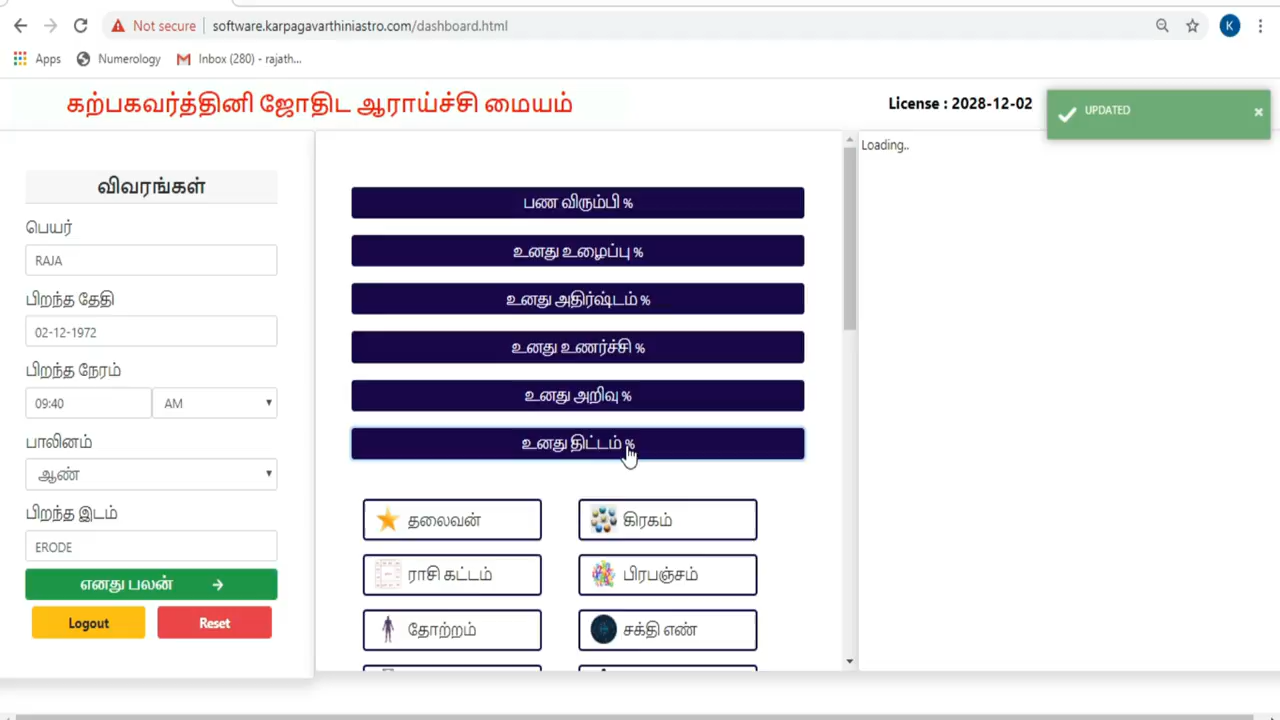 Not secure software.karpagavarthiniastro.com/dashboard.html K
Apps Numerology Inbox (280) - rajath...
கற்பகவர்த்தினி ஜோதிட ஆராய்ச்சி மையம்
License : 2028-12-02
UPDATED
Loading..
விவரங்கள்
பெயர்
RAJA
பிறந்த தேதி
02-12-1972
பிறந்த நேரம்
09:40 AM
பாலினம்
ஆண்
பிறந்த இடம்
ERODE
எனது பலன்
Logout Reset
பண விரும்பி %
உனது உழைப்பு %
உனது அதிர்ஷ்டம் %
உனது உணர்ச்சி %
உனது அறிவு %
உனது திட்டம் %
தலைவன் கிரகம்
ராசி கட்டம் பிரபஞ்சம்
தோற்றம் சக்தி எண்